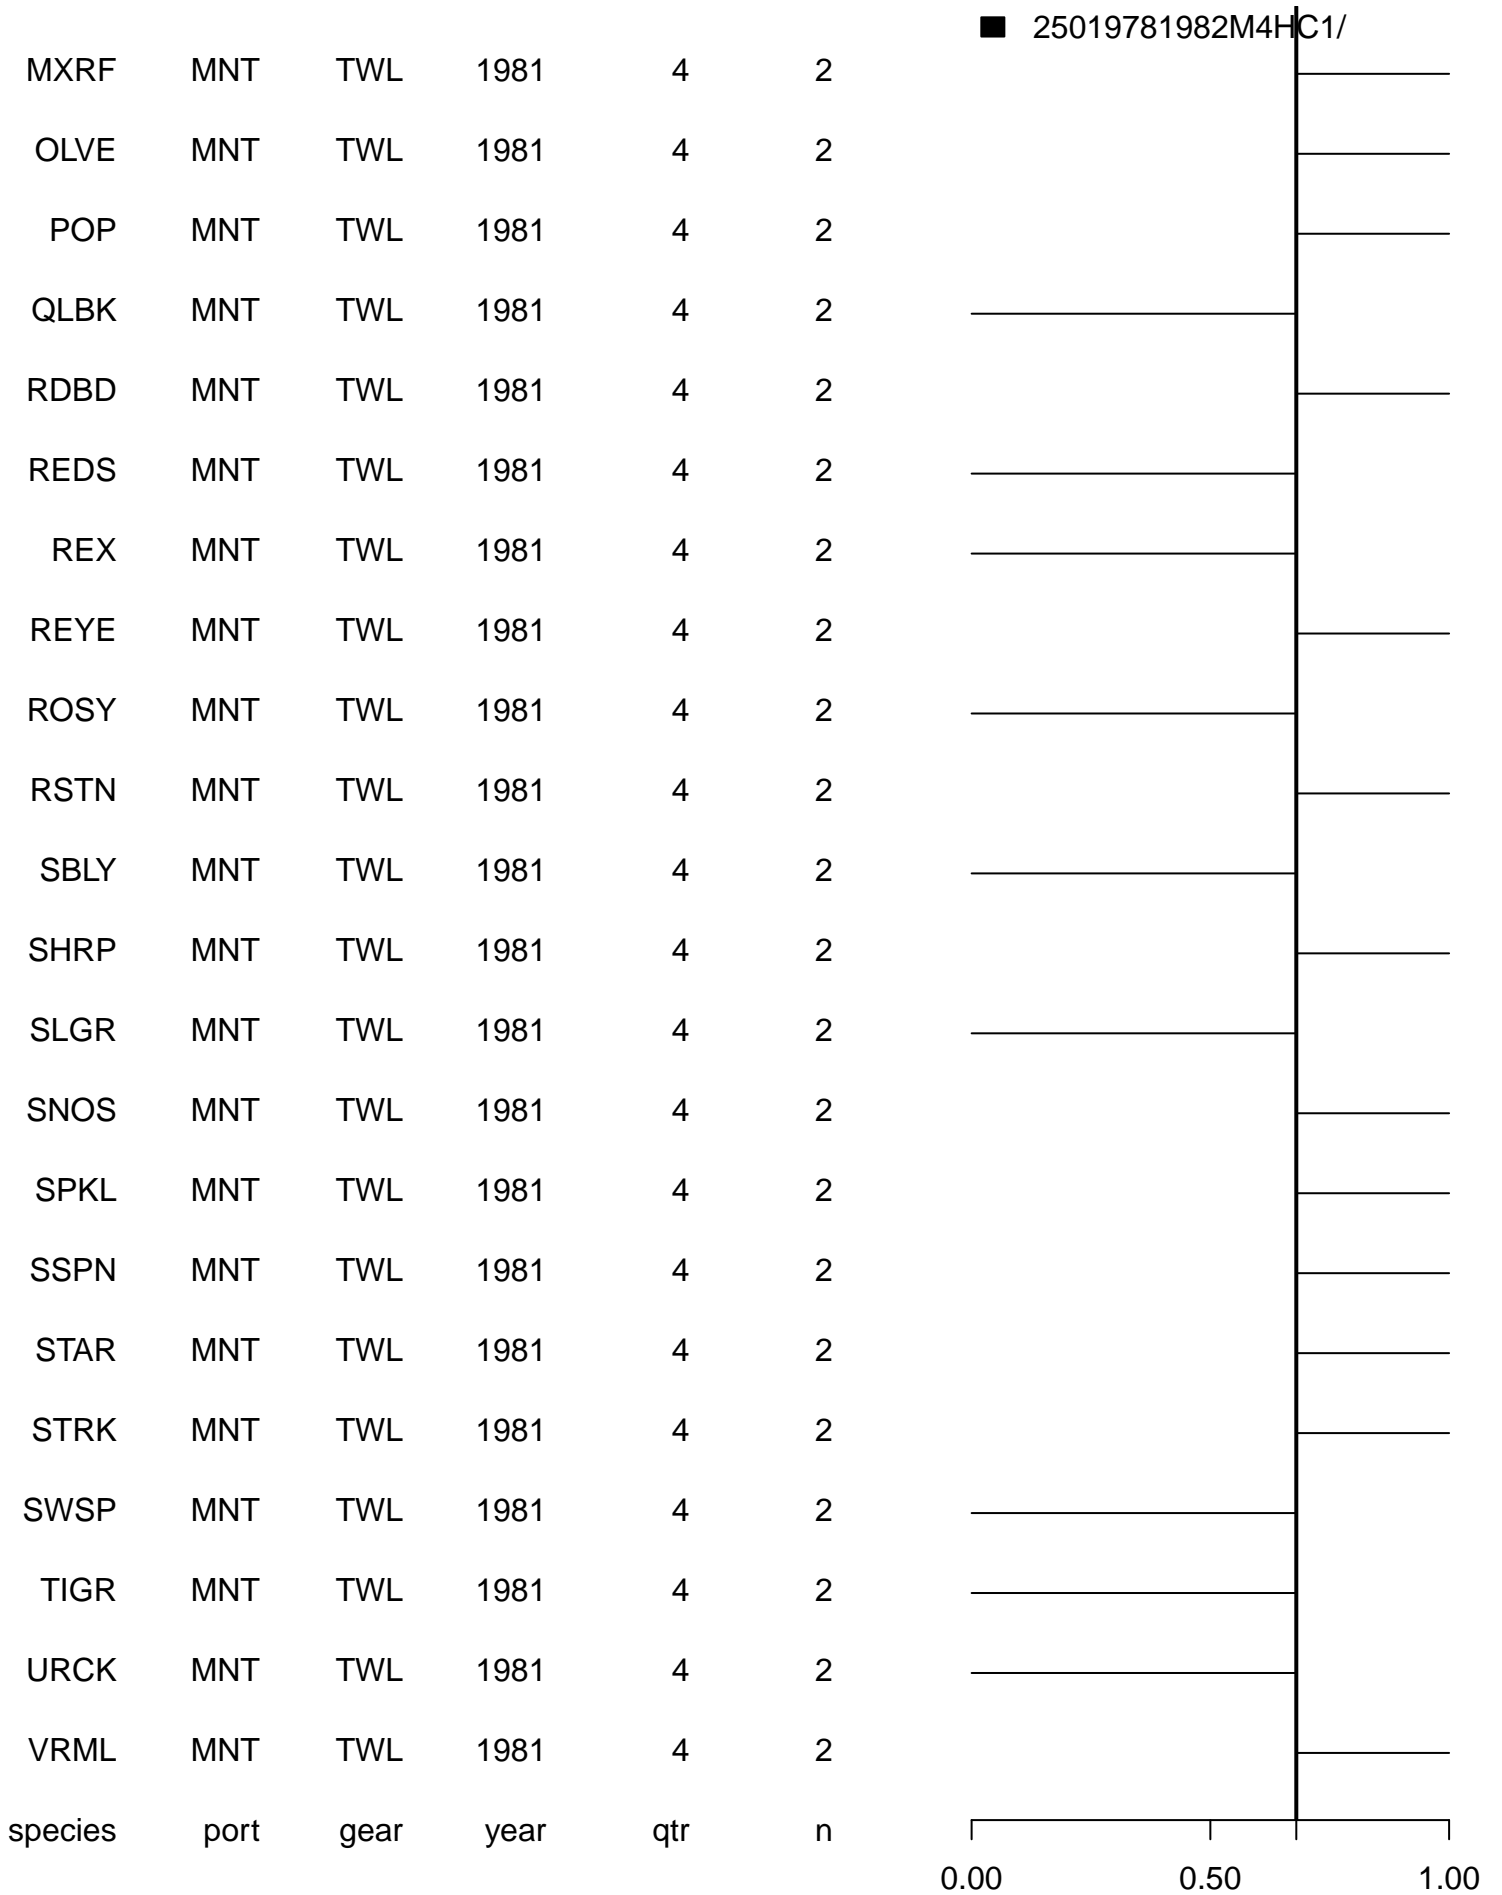 25019781982M4HC1/
MXRF MNT TWL 1981 4 2
OLVE MNT TWL 1981 4 2
POP MNT TWL 1981 4 2
QLBK MNT TWL 1981 4 2
RDBD MNT TWL 1981 4 2
REDS MNT TWL 1981 4 2
REX MNT TWL 1981 4 2
REYE MNT TWL 1981 4 2
ROSY MNT TWL 1981 4 2
RSTN MNT TWL 1981 4 2
SBLY MNT TWL 1981 4 2
SHRP MNT TWL 1981 4 2
SLGR MNT TWL 1981 4 2
SNOS MNT TWL 1981 4 2
SPKL MNT TWL 1981 4 2
SSPN MNT TWL 1981 4 2
STAR MNT TWL 1981 4 2
STRK MNT TWL 1981 4 2
SWSP MNT TWL 1981 4 2
TIGR MNT TWL 1981 4 2
URCK MNT TWL 1981 4 2
VRML MNT TWL 1981 4 2
species port gear year qtr n
0.00 0.50 1.00